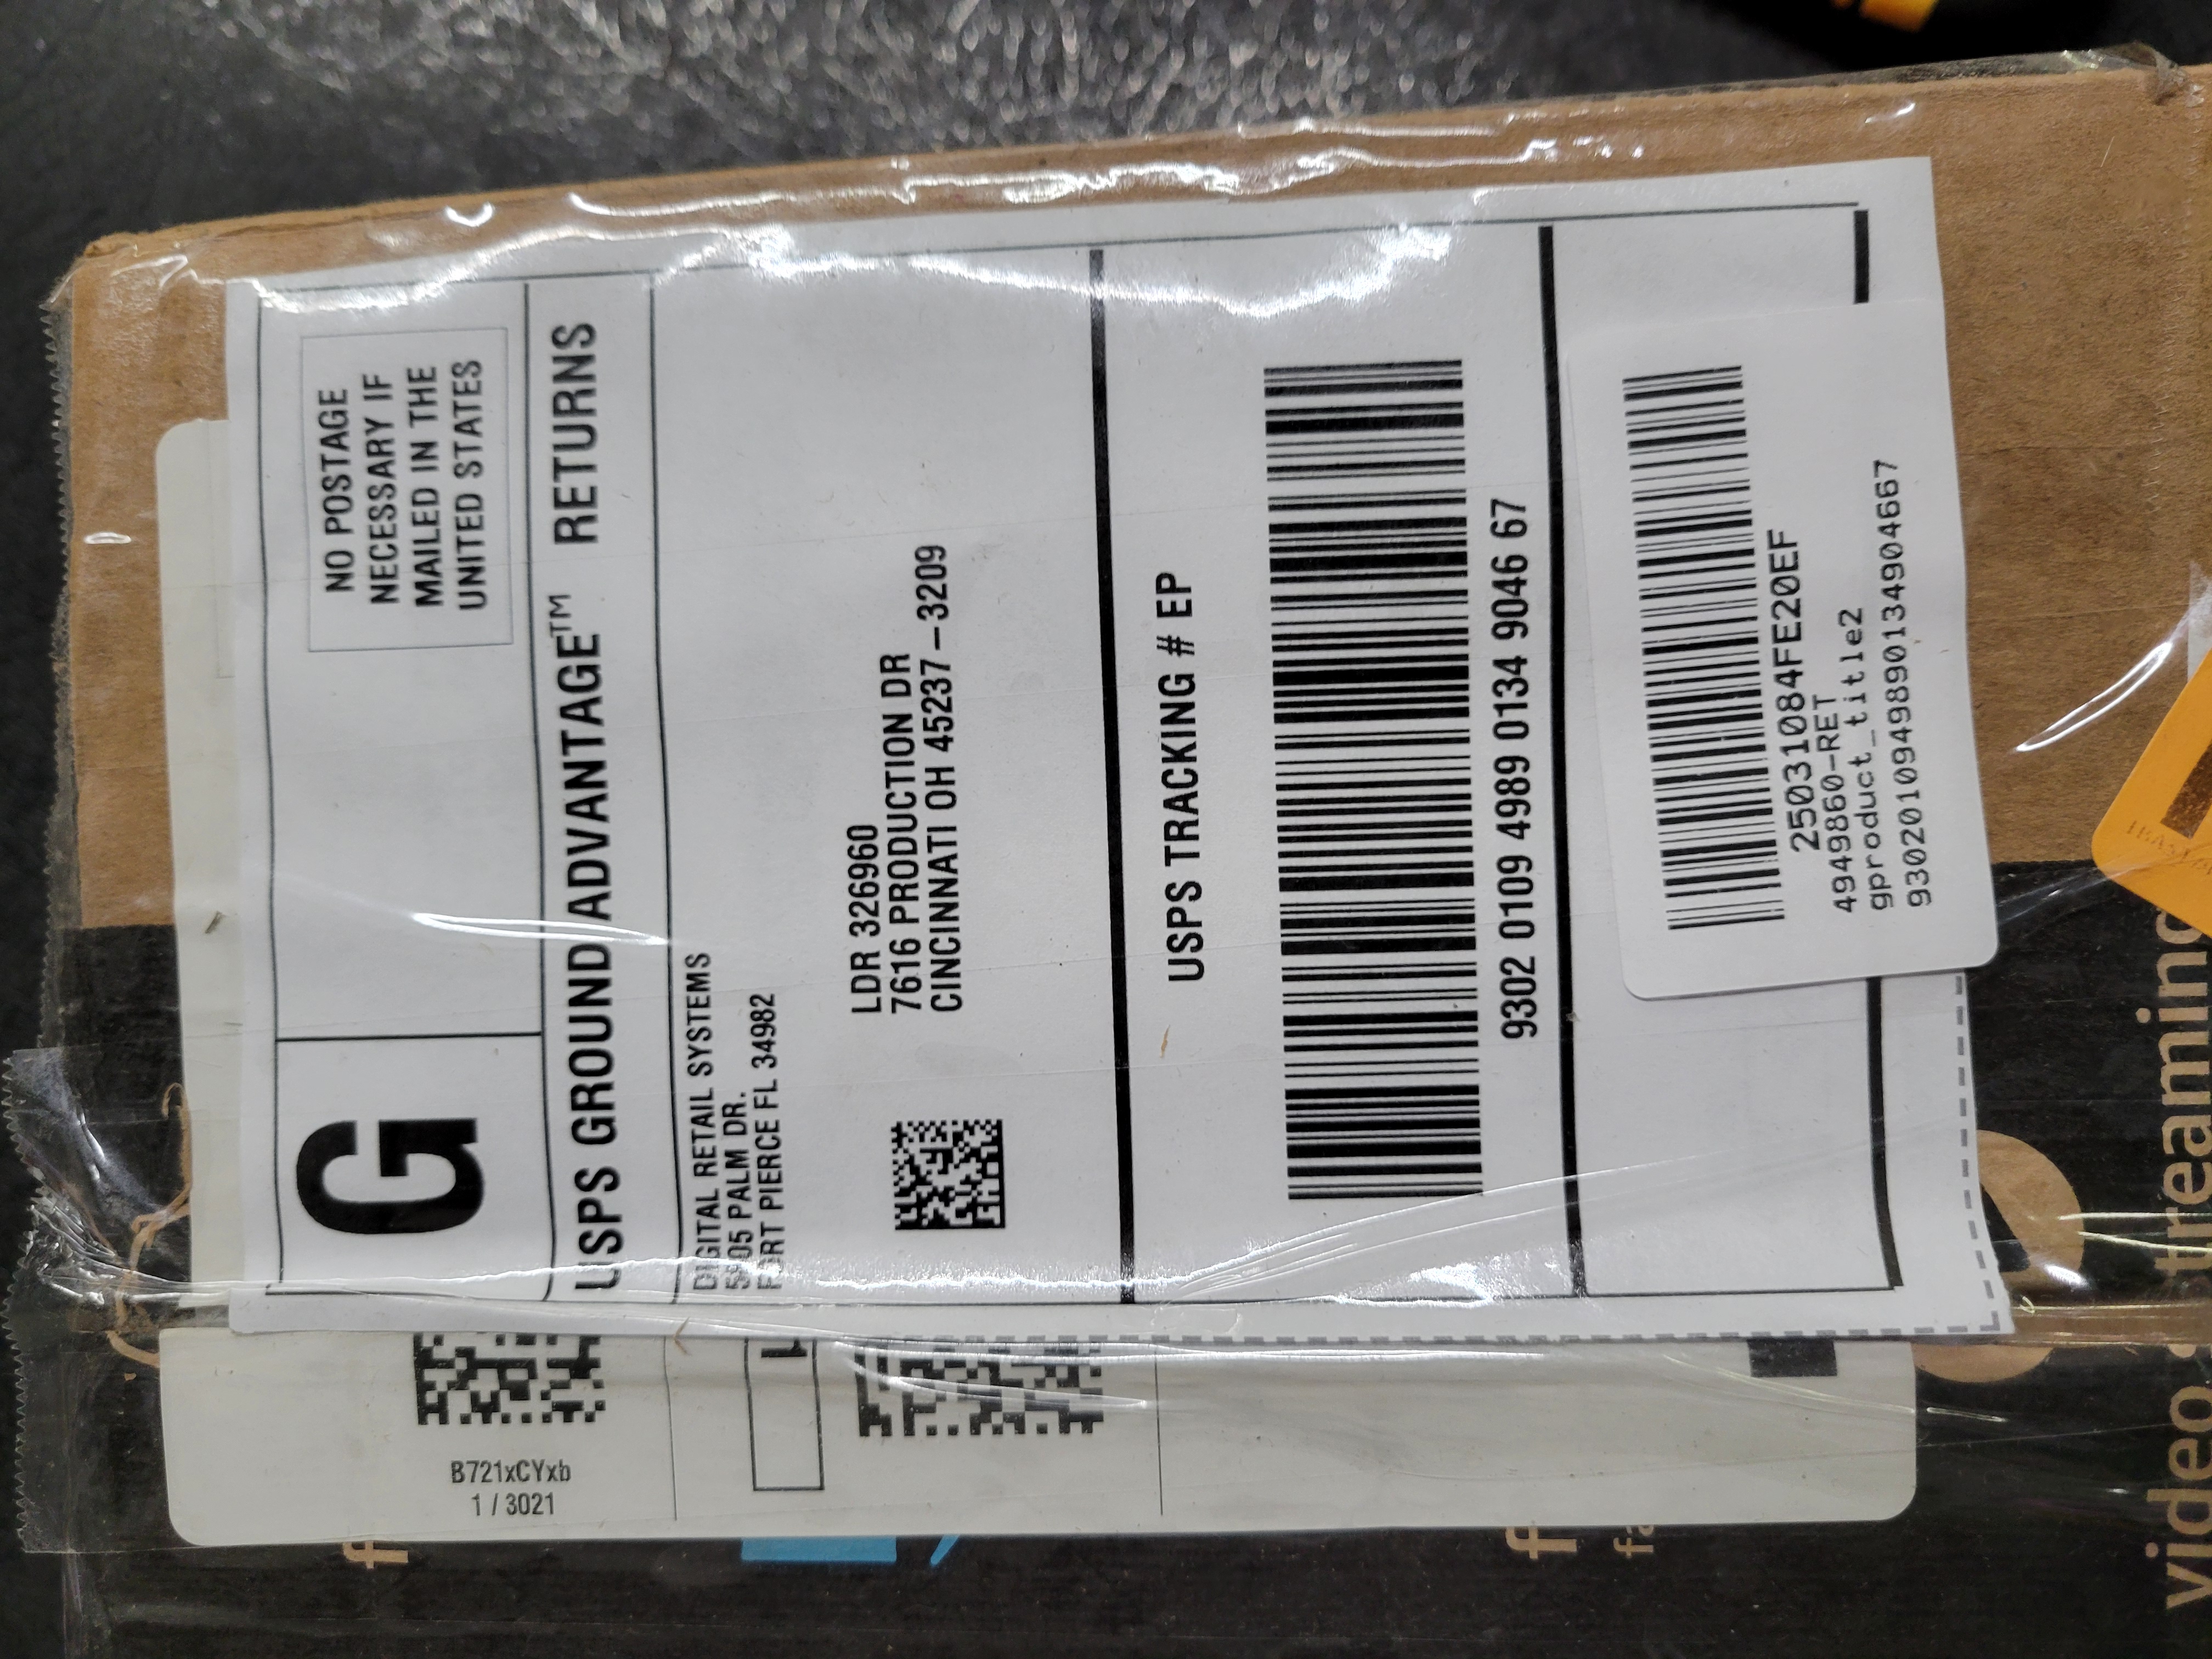 NO POSTAGE
NECESSARY IF
MAILED IN THE
UNITED STATES
G
USPS GROUND ADVANTAGE™ RETURNS
DIGITAL RETAIL SYSTEMS
PALM DR.
FORT PIERCE FL 34982
LDR 326960
7616 PRODUCTION DR
CINCINNATI OH 45237-3209
USPS TRACKING # EP
9302 0109 4989 0134 9046 67
25031084FE20EF
4949860-RET
gproduct_title2
9302010949890134904667
B721xCYxb
1 / 3021
video streaming